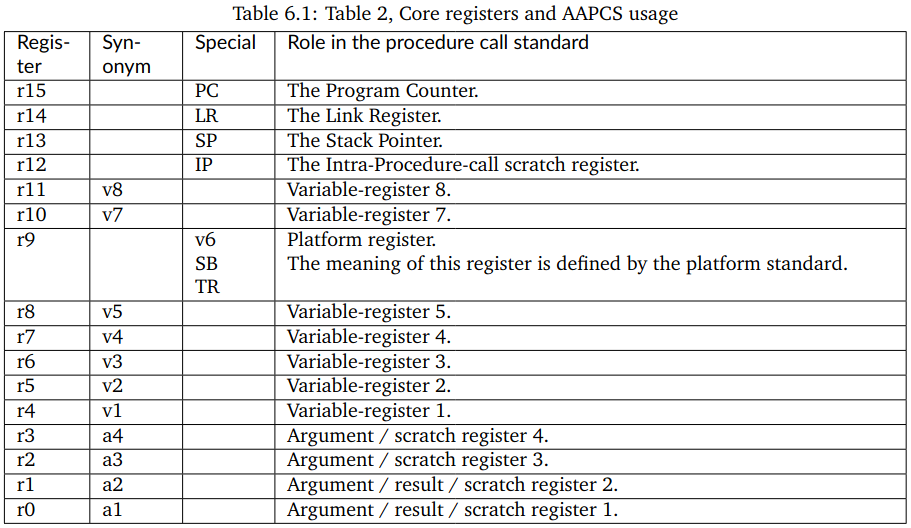 Table 6.1: Table 2, Core registers and AAPCS usage
Regis- Syn- Special Role in the procedure call standard
ter onym
r15 PC The Program Counter.
r14 LR The Link Register.
r13 SP The Stack Pointer.
r12 IP The Intra-Procedure-call scratch register.
r11 v8 Variable-register 8.
r10 v7 Variable-register 7.
r9 v6 Platform register.
SB The meaning of this register is defined by the platform standard.
TR
r8 v5 Variable-register 5.
r7 v4 Variable-register 4.
r6 v3 Variable-register 3.
r5 v2 Variable-register 2.
r4 v1 Variable-register 1.
r3 a4 Argument / scratch register 4.
r2 a3 Argument / scratch register 3.
r1 a2 Argument / result / scratch register 2.
r0 a1 Argument / result / scratch register 1.